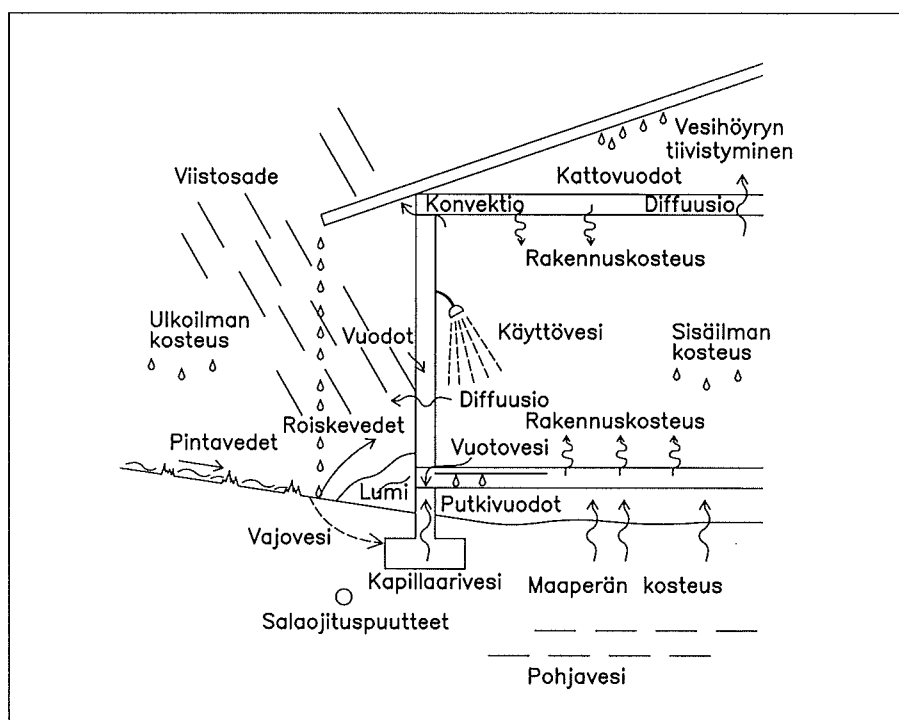 Vesihöyryn
tiivistyminen
Viistosade
Kattovuodot
Konvektio
Diffuusio
Rakennuskosteus
Ulkoilman
kosteus
Vuodot
Käyttövesi
Sisäilman
kosteus
Diffuusio
Roiskevedet
Rakennuskosteus
Pintavedet
Vuotovesi
Lumi
Putkivuodot
Vajovesi
Kapillaarivesi
Maaperän kosteus
Salaojituspuutteet
Pohjavesi